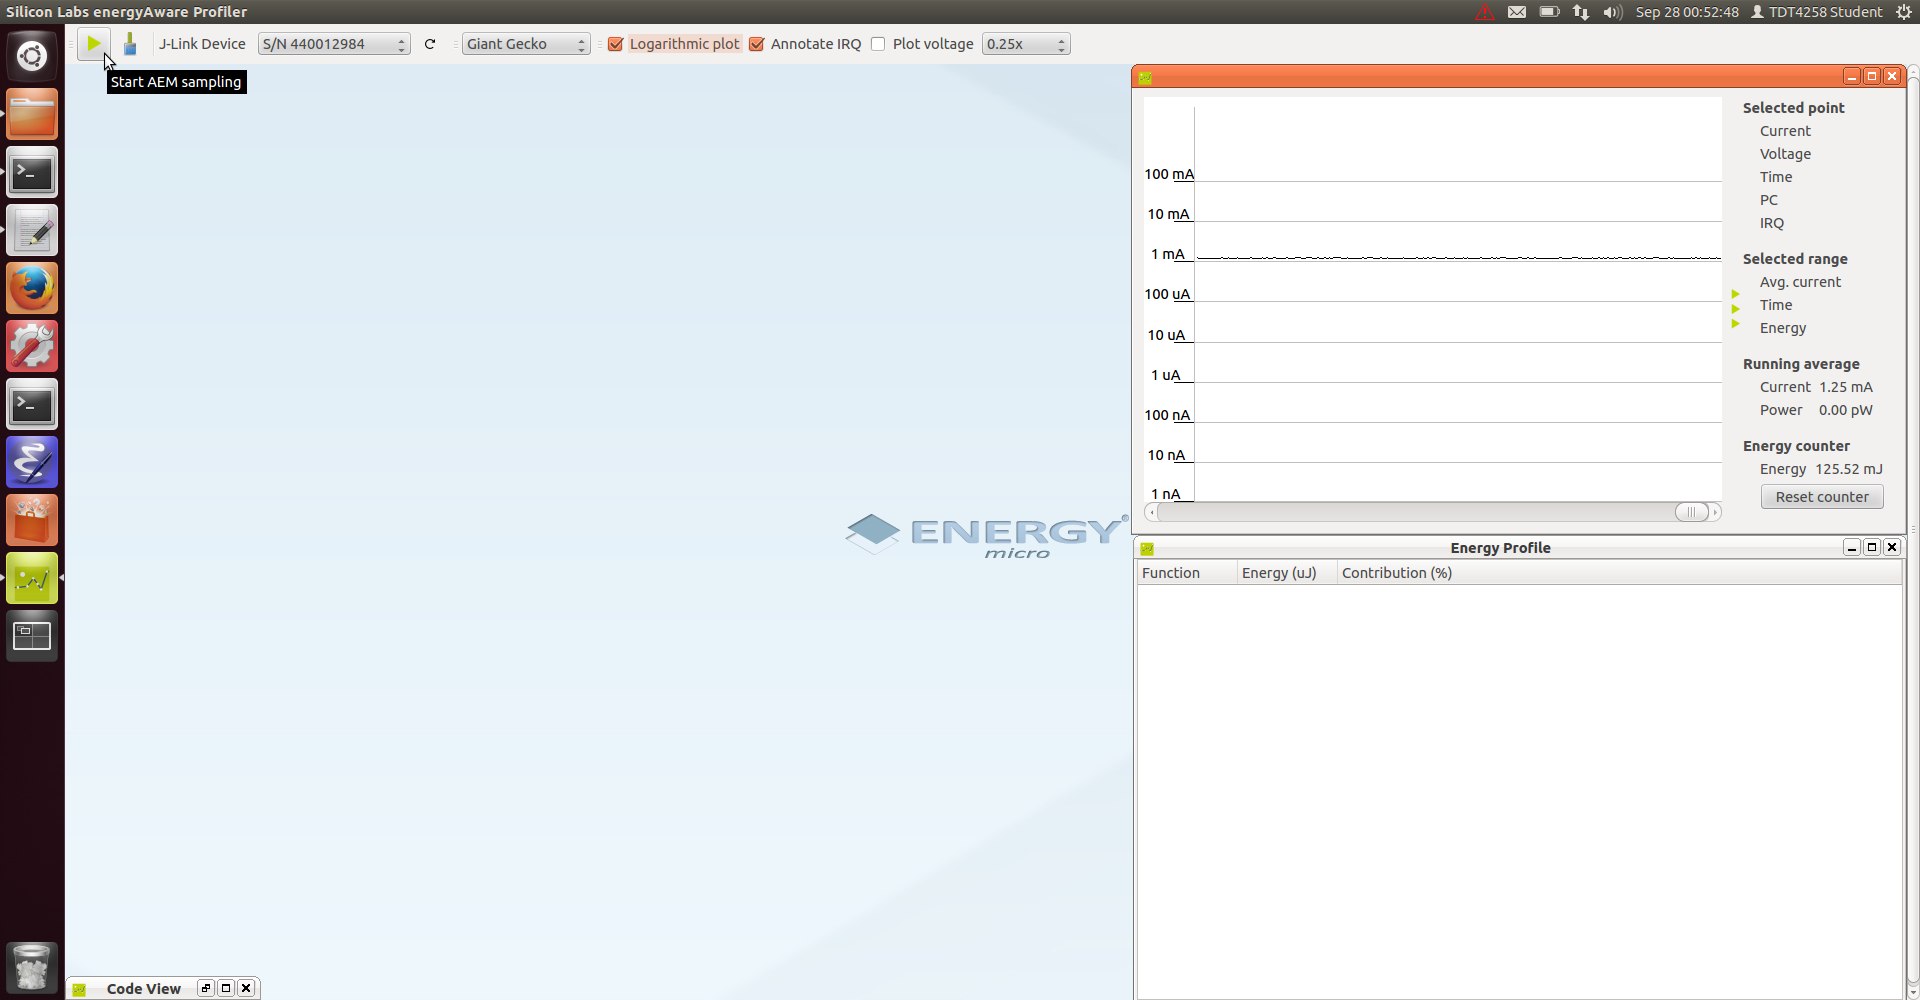 Silicon Labs energyAware Profiler
Sep 28 00:52:48 TDT4258 Student
J-Link Device S/N 440012984 Giant Gecko Logarithmic plot Annotate IRQ Plot voltage 0.25x
Start AEM sampling
100 mA
10 mA
1 mA
100 uA
10 uA
1 uA
100 nA
10 nA
1 nA
Selected point
Current
Voltage
Time
PC
IRQ
Selected range
Avg. current
Time
Energy
Running average
Current 1.25 mA
Power 0.00 pW
Energy counter
Energy 125.52 mJ
Reset counter
ENERGY®
micro
Energy Profile
Function Energy (uJ) Contribution (%)
Code View